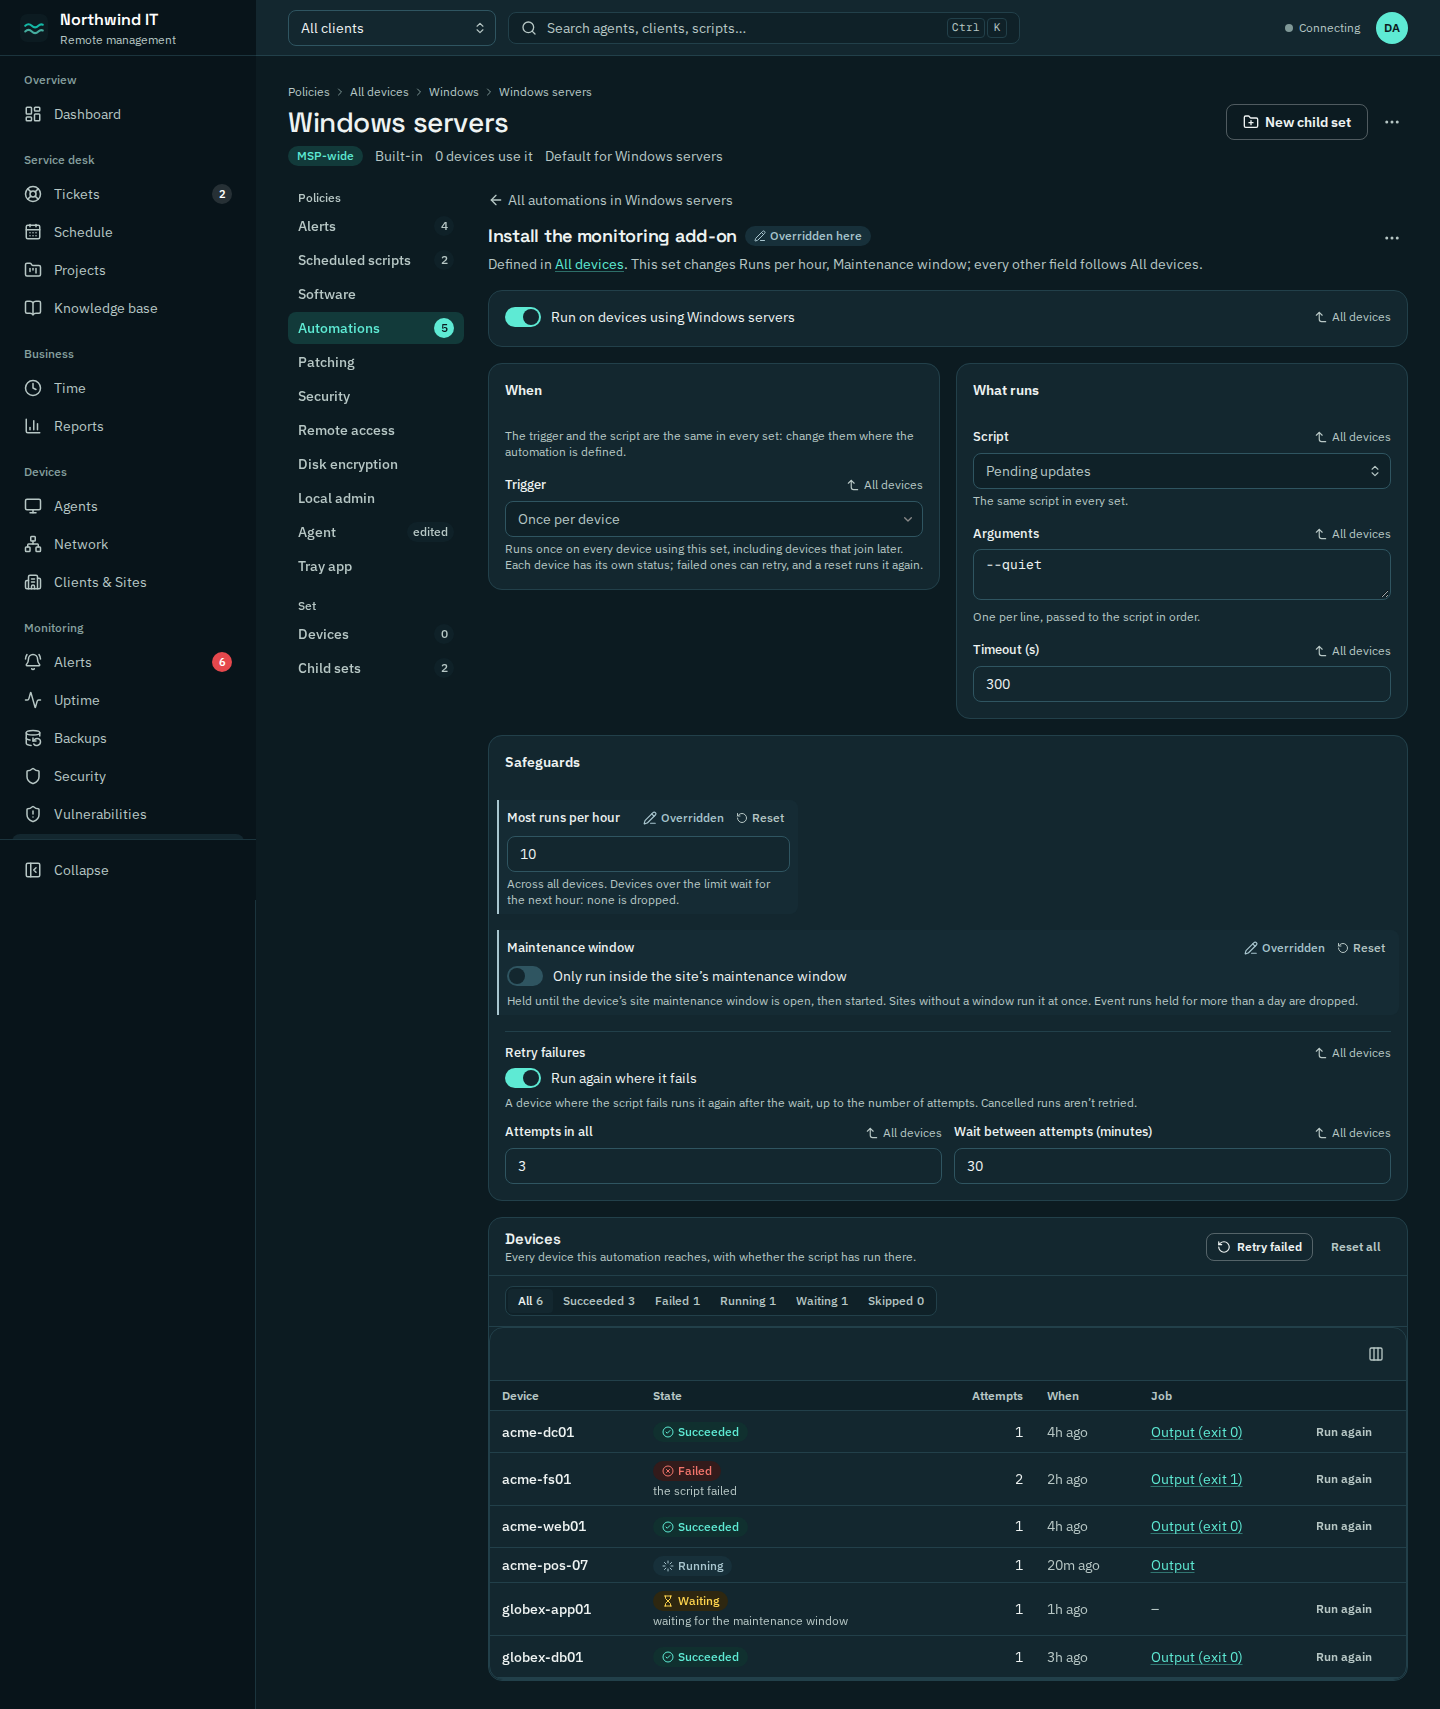 Northwind IT
Remote management
All clients
Search agents, clients, scripts...
Ctrl K
Connecting
DA
Overview
Dashboard
Service desk
Tickets 2
Schedule
Projects
Knowledge base
Business
Time
Reports
Devices
Agents
Network
Clients & Sites
Monitoring
Alerts 6
Uptime
Backups
Security
Vulnerabilities
Collapse
Policies > All devices > Windows > Windows servers
Windows servers
New child set
MSP-wide Built-in 0 devices use it Default for Windows servers
Policies
Alerts 4
Scheduled scripts 2
Software
Automations 5
Patching
Security
Remote access
Disk encryption
Local admin
Agent edited
Tray app
Set
Devices 0
Child sets 2
All automations in Windows servers
Install the monitoring add-on Overridden here
Defined in All devices. This set changes Runs per hour, Maintenance window; every other field follows All devices.
Run on devices using Windows servers All devices
When
The trigger and the script are the same in every set: change them where the
automation is defined.
Trigger All devices
Once per device
Runs once on every device using this set, including devices that join later.
Each device has its own status; failed ones can retry, and a reset runs it again.
What runs
Script All devices
Pending updates
The same script in every set.
Arguments All devices
--quiet
One per line, passed to the script in order.
Timeout (s) All devices
300
Safeguards
Most runs per hour Overridden Reset
10
Across all devices. Devices over the limit wait for
the next hour: none is dropped.
Maintenance window Overridden Reset
Only run inside the site's maintenance window
Held until the device's site maintenance window is open, then started. Sites without a window run it at once. Event runs held for more than a day are dropped.
Retry failures All devices
Run again where it fails
A device where the script fails runs it again after the wait, up to the number of attempts. Cancelled runs aren't retried.
Attempts in all All devices Wait between attempts (minutes) All devices
3 30
Devices
Every device this automation reaches, with whether the script has run there.
Retry failed Reset all
All 6 Succeeded 3 Failed 1 Running 1 Waiting 1 Skipped 0
Device State Attempts When Job
acme-dc01 Succeeded 1 4h ago Output (exit 0) Run again
acme-fs01 Failed 2 2h ago Output (exit 1) Run again
the script failed
acme-web01 Succeeded 1 4h ago Output (exit 0) Run again
acme-pos-07 Running 1 20m ago Output
globex-app01 Waiting 1 1h ago – Run again
waiting for the maintenance window
globex-db01 Succeeded 1 3h ago Output (exit 0) Run again